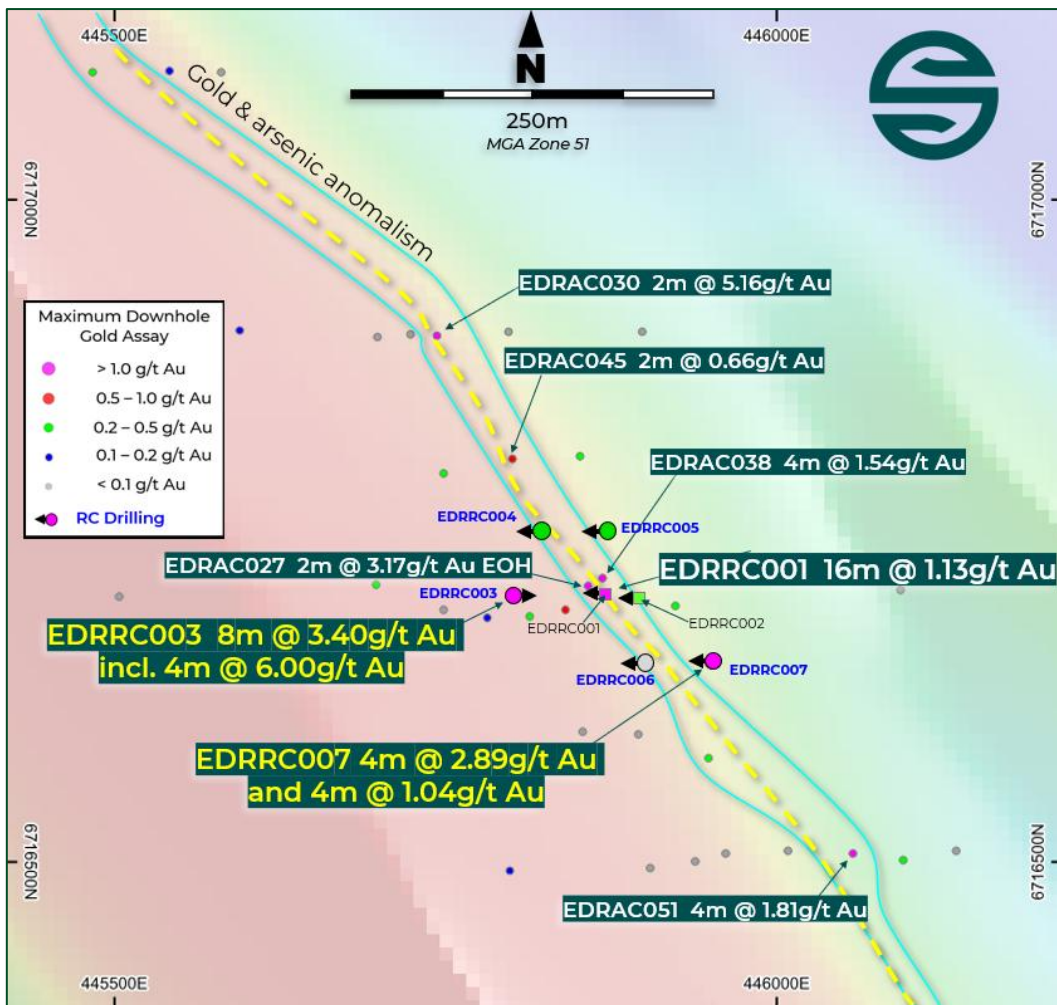 445500E
446000E
N
250m
MGA Zone 51
Gold & arsenic anomalism
6717000N
6717000N
EDRAC030 2m @ 5.16g/t Au
Maximum Downhole
Gold Assay
> 1.0 g/t Au
0.5 – 1.0 g/t Au
0.2 – 0.5 g/t Au
0.1 – 0.2 g/t Au
< 0.1 g/t Au
RC Drilling
EDRAC045 2m @ 0.66g/t Au
EDRAC038 4m @ 1.54g/t Au
EDRRC004
EDRRC005
EDRAC027 2m @ 3.17g/t Au EOH
EDRRC001 16m @ 1.13g/t Au
EDRRC003
EDRRC001
EDRRC002
EDRRC003 8m @ 3.40g/t Au
incl. 4m @ 6.00g/t Au
EDRRC006
EDRRC007
EDRRC007 4m @ 2.89g/t Au
and 4m @ 1.04g/t Au
6716500N
6716500N
EDRAC051 4m @ 1.81g/t Au
445500E
446000E